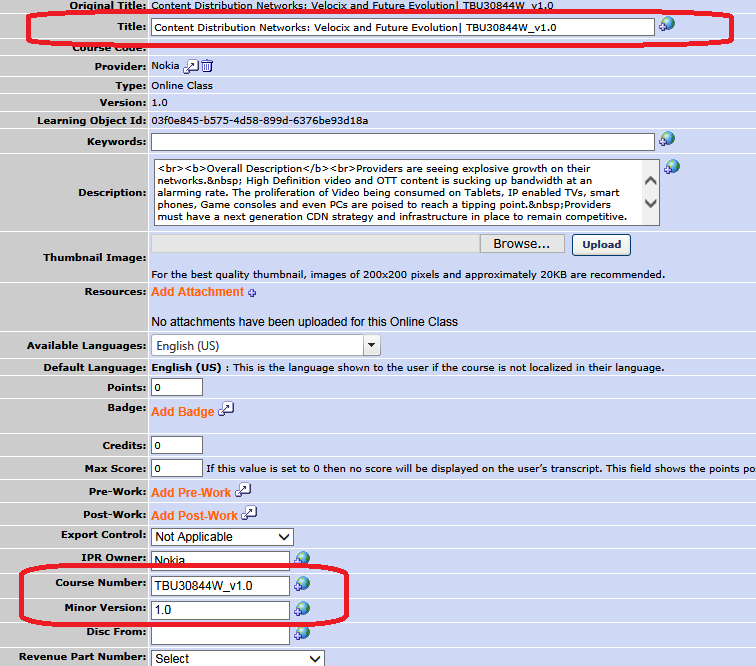 Original Title: Content Distribution Networks: Velocix and Future Evolution| TBU30844W_v1.0
Title: Content Distribution Networks: Velocix and Future Evolution| TBU30844W_v1.0
Course Code:
Provider: Nokia
Type: Online Class
Version: 1.0
Learning Object Id: 03f0e845-b575-4d58-899d-6376be93d18a
Keywords:
Description: <br><b>Overall Description</b><br>Providers are seeing explosive growth on their
networks.&nbsp; High Definition video and OTT content is sucking up bandwidth at an
alarming rate. The proliferation of Video being consumed on Tablets, IP enabled TVs, smart
phones, Game consoles and even PCs are poised to reach a tipping point.&nbsp;Providers
must have a next generation CDN strategy and infrastructure in place to remain competitive.
Thumbnail Image: Browse... Upload
For the best quality thumbnail, images of 200x200 pixels and approximately 20KB are recommended.
Resources: Add Attachment
No attachments have been uploaded for this Online Class
Available Languages: English (US)
Default Language: English (US) : This is the language shown to the user if the course is not localized in their language.
Points: 0
Badge: Add Badge
Credits: 0
Max Score: 0 If this value is set to 0 then no score will be displayed on the user's transcript. This field shows the points po
Pre-Work: Add Pre-Work
Post-Work: Add Post-Work
Export Control: Not Applicable
IPR Owner: Nokia
Course Number: TBU30844W_v1.0
Minor Version: 1.0
Disc From:
Revenue Part Number: Select